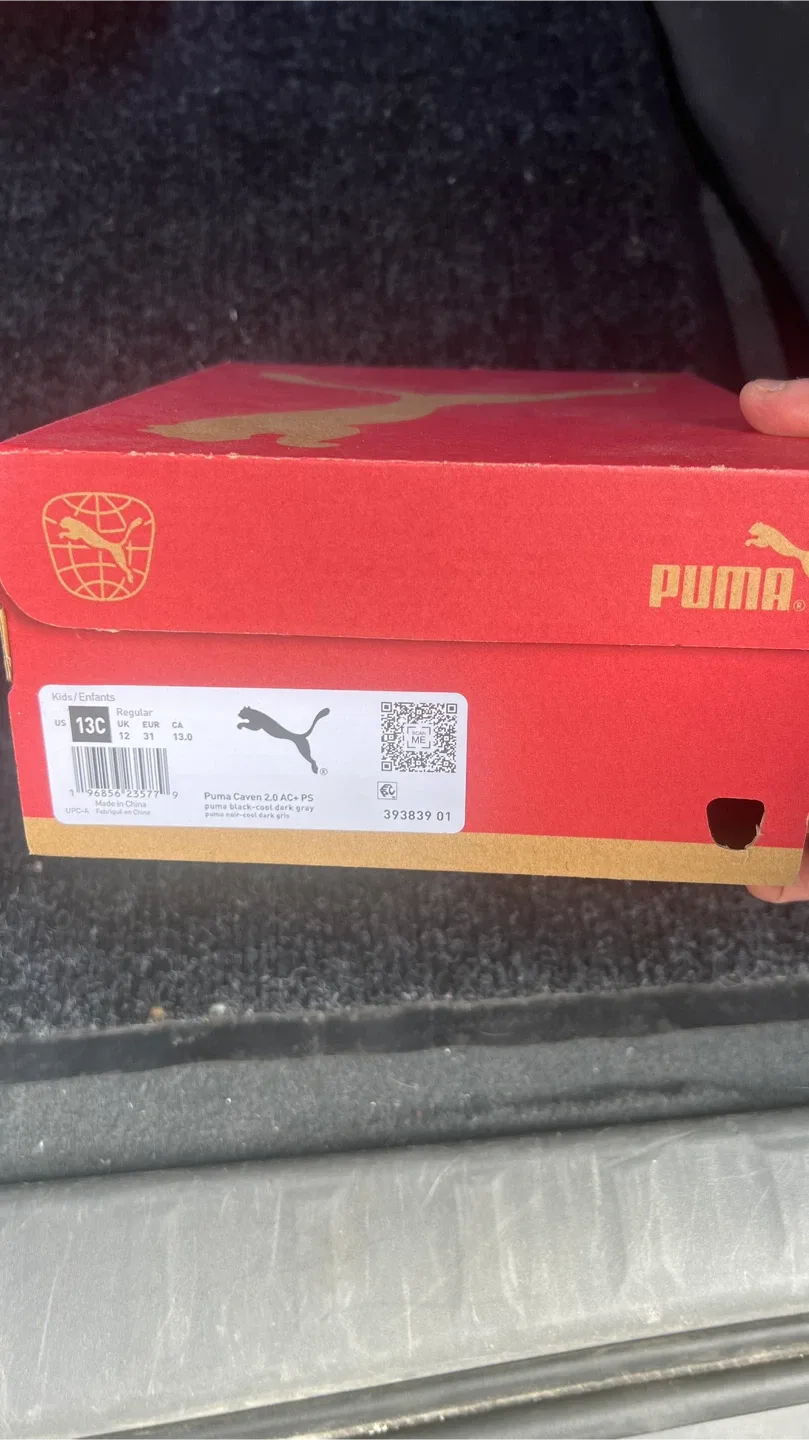 PUMA®
Kids/Enfants
US 13C Regular
UK EUR CA
12 31 13.0
SCAN
ME
®
1 96856 23577 9
Made in China
UPC-A Fabriqué en Chine
Puma Caven 2.0 AC+ PS
puma black-cool dark gray
puma noir-cool dark gris
393839 01